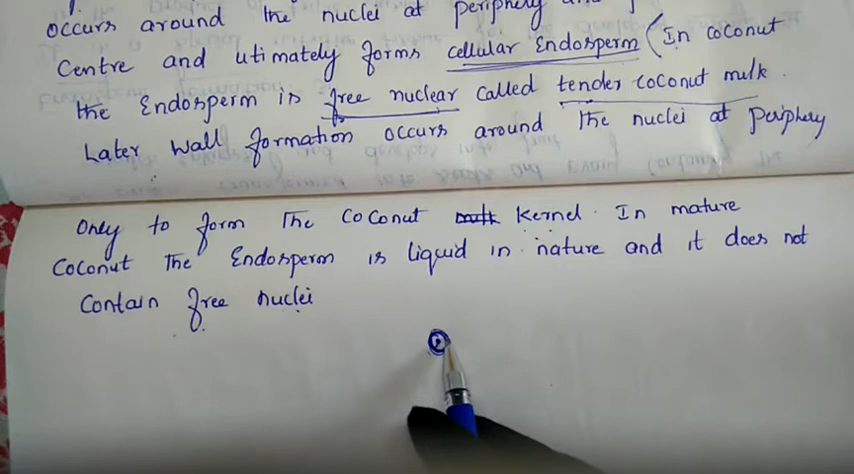 occurs around the nuclei at periphery and
Centre and utimately forms cellular Endosperm (In coconut
the Endosperm is free nuclear called tender coconut milk.
Later wall formation occurs around the nuclei at periphery
Only to form The Coconut Kernel. In mature
Coconut The Endosperm is liquid in nature and it does not
Contain free nuclei